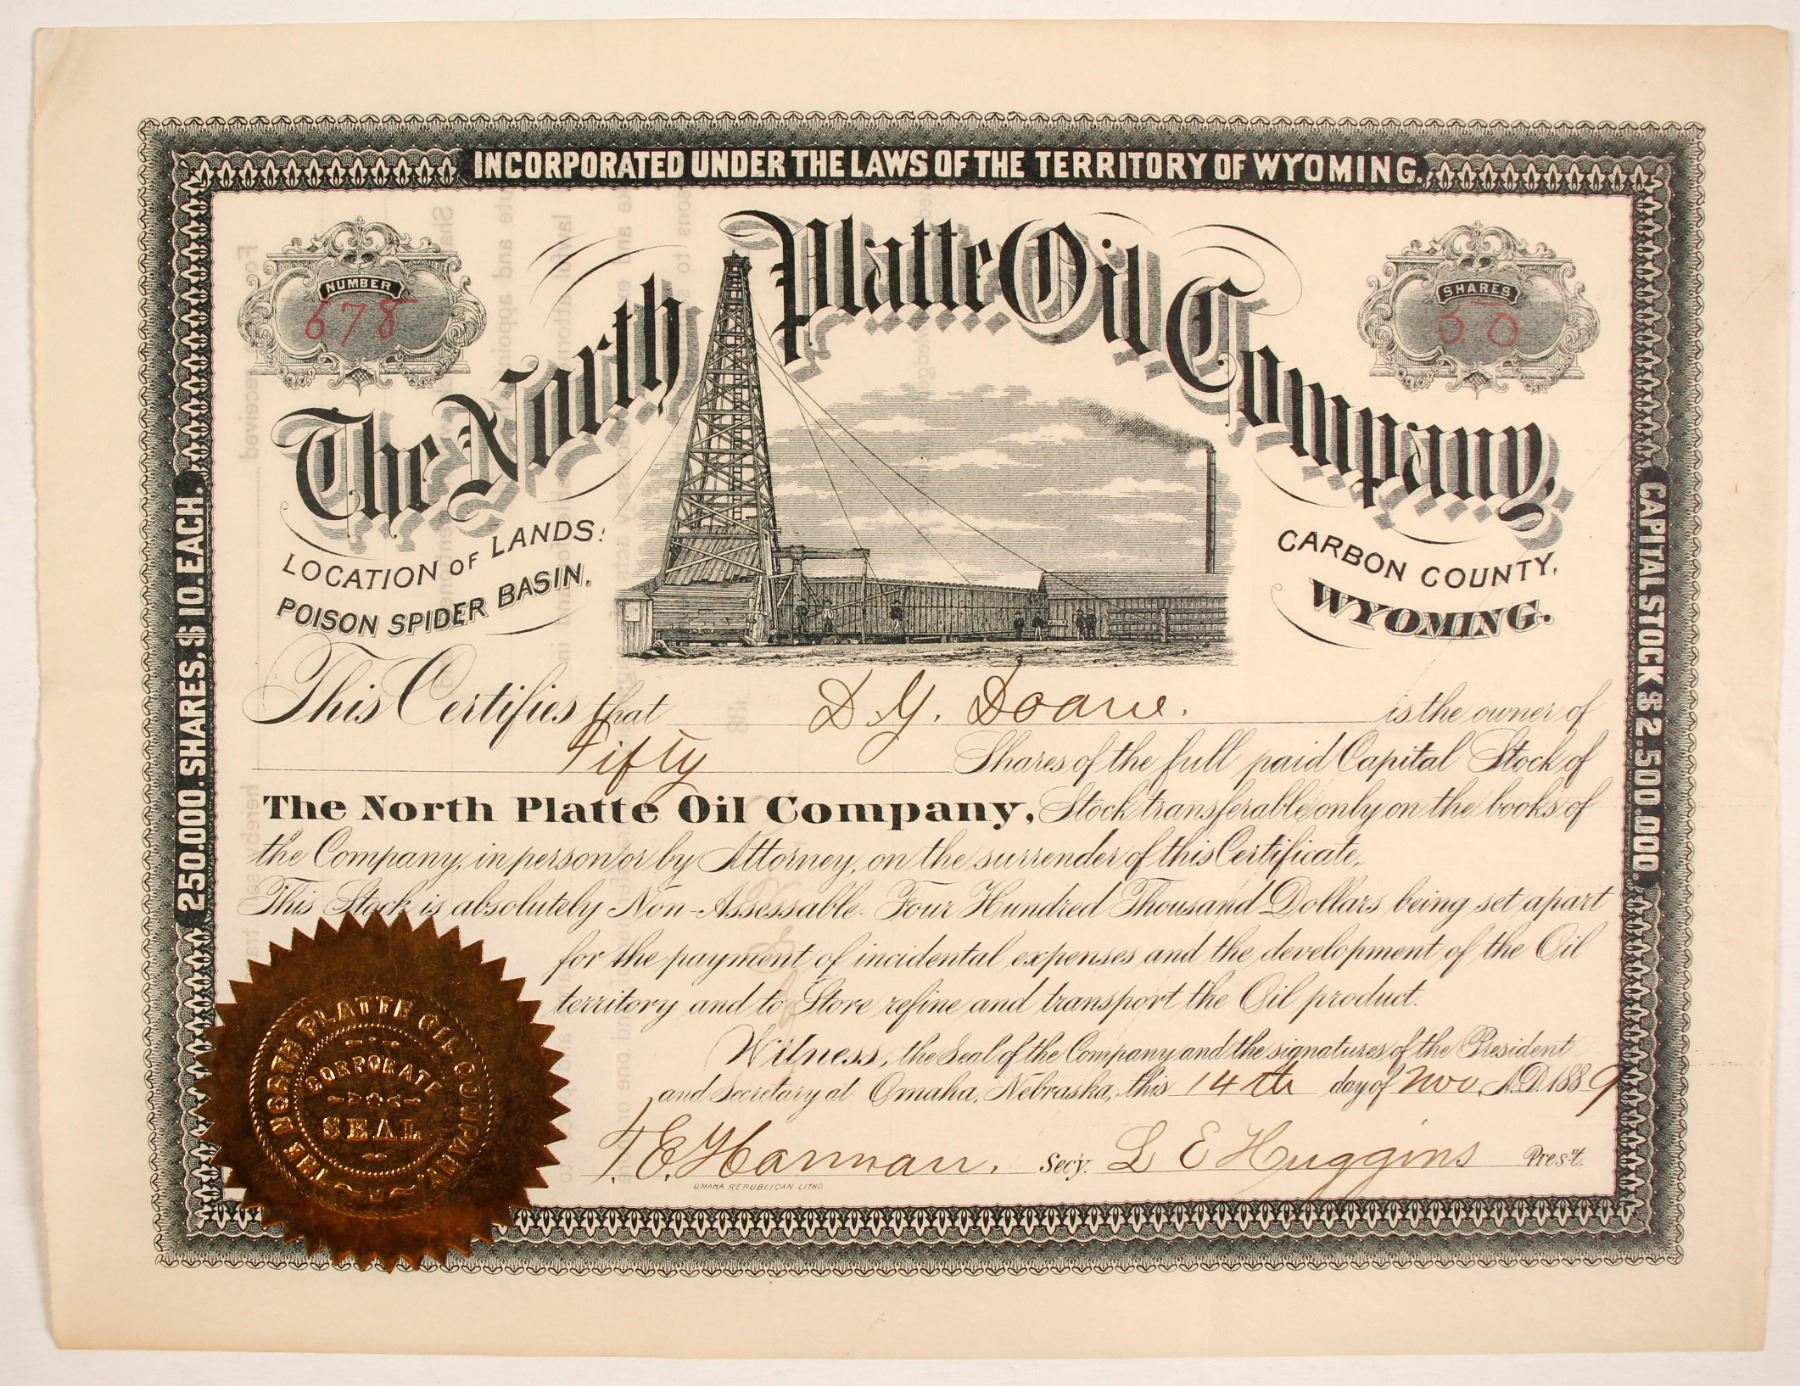 INCORPORATED UNDER THE LAWS OF THE TERRITORY OF WYOMING.
NUMBER
678
SHARES
50
The North Platte Oil Company,
LOCATION OF LANDS:
POISON SPIDER BASIN,
CARBON COUNTY,
WYOMING.
250.000. SHARES, $10. EACH.
CAPITAL STOCK $2.500.000.
This Certifies that D. Y. Doane. is the owner of
Fifty Shares of the full paid Capital Stock of
The North Platte Oil Company, Stock transferable only on the books of
the Company, in person or by Attorney, on the surrender of this Certificate.
This Stock is absolutely Non-Assessable. Four Hundred Thousand Dollars being set apart
for the payment of incidental expenses and the development of the Oil
territory and to Store refine and transport the Oil product.
Witness, the Seal of the Company and the signatures of the President
and Secretary at Omaha, Nebraska, this 14th day of Nov. A.D. 1889
T. E. Harman. Secy. L E Huggins Pres't.
OMAHA REPUBLICAN LITHO
THE NORTH PLATTE OIL COMPANY
CORPORATE
SEAL